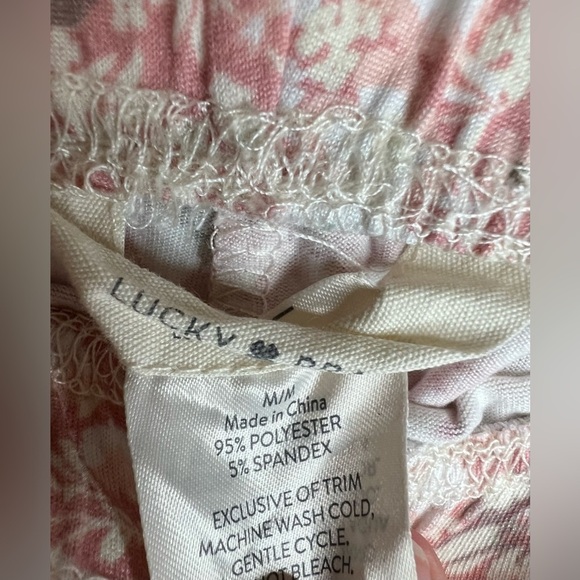 LUCKY
M/M
Made in China
95% POLYESTER
5% SPANDEX
EXCLUSIVE OF TRIM
MACHINE WASH COLD,
GENTLE CYCLE,
BLEACH,